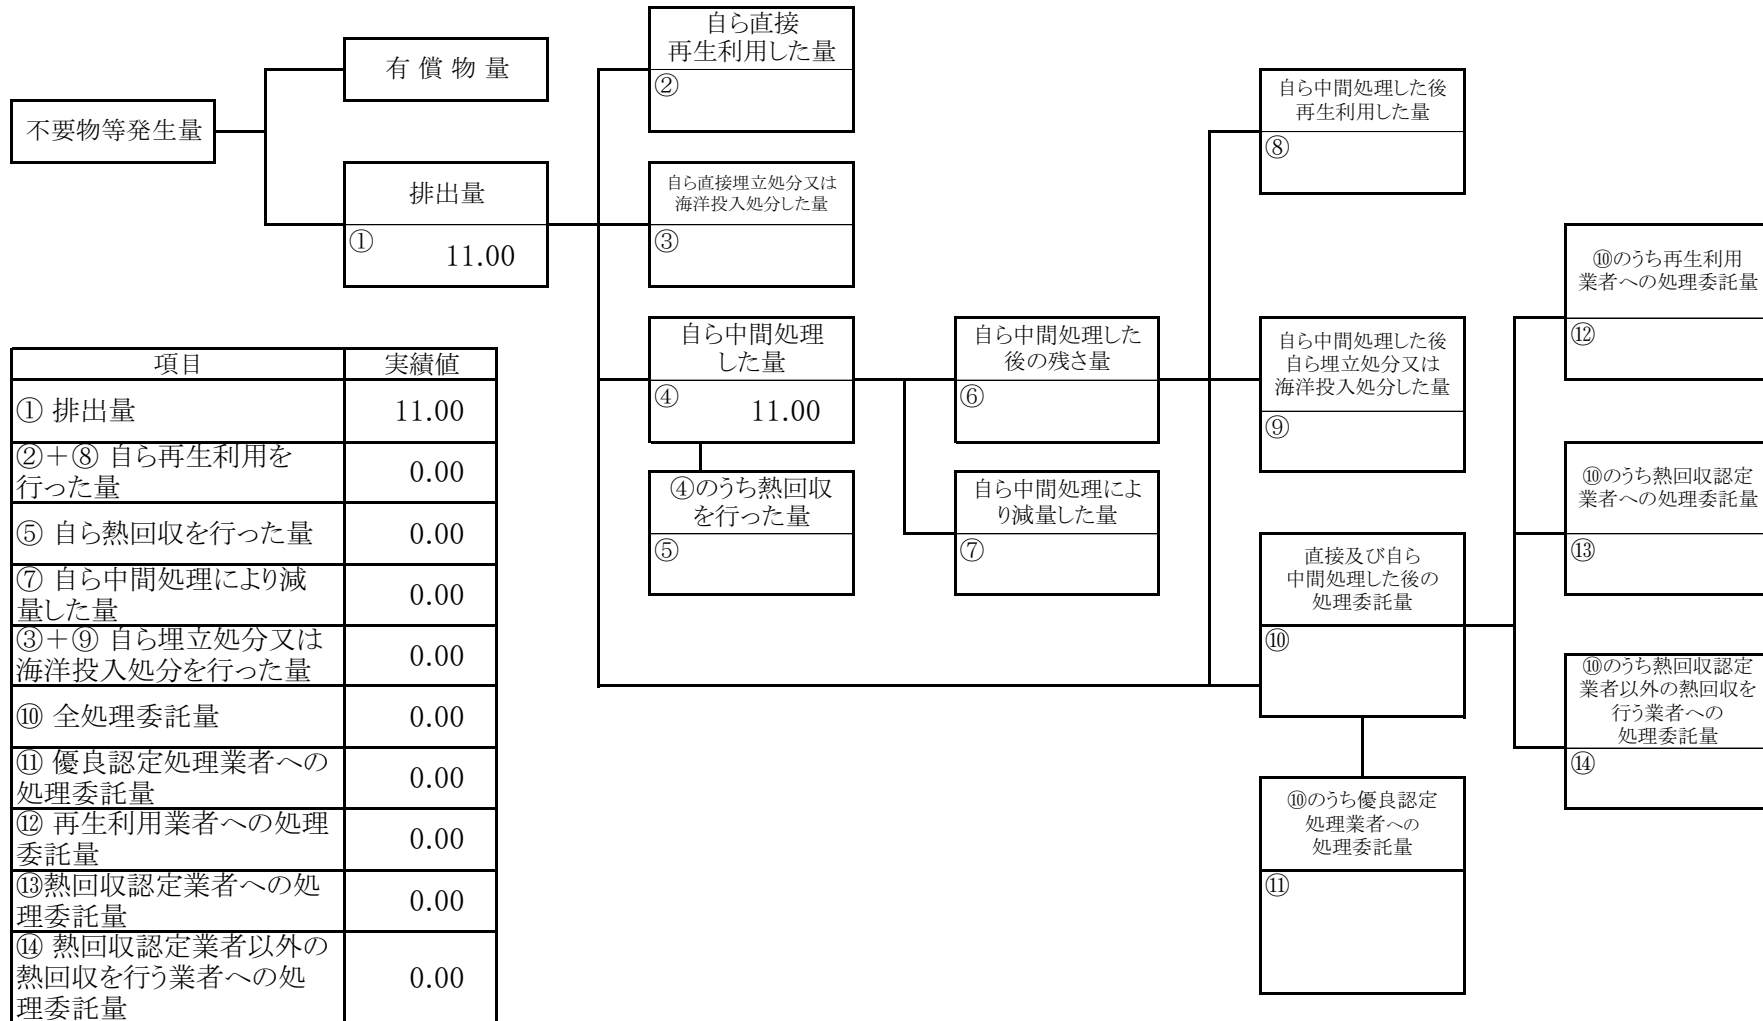 不要物等発生量
有 償 物 量
排出量
①
11.00
自ら直接
再生利用した量
②
自ら直接埋立処分又は
海洋投入処分した量
③
自ら中間処理
した量
④
11.00
④のうち熱回収
を行った量
⑤
自ら中間処理した
後の残さ量
⑥
自ら中間処理によ
り減量した量
⑦
自ら中間処理した後
再生利用した量
⑧
自ら中間処理した後
自ら埋立処分又は
海洋投入処分した量
⑨
直接及び自ら
中間処理した後の
処理委託量
⑩
⑩のうち優良認定
処理業者への
処理委託量
⑪
⑩のうち再生利用
業者への処理委託量
⑫
⑩のうち熱回収認定
業者への処理委託量
⑬
⑩のうち熱回収認定
業者以外の熱回収を
行う業者への
処理委託量
⑭
項目 実績値
① 排出量 11.00
②＋⑧ 自ら再生利用を
行った量 0.00
⑤ 自ら熱回収を行った量 0.00
⑦ 自ら中間処理により減
量した量 0.00
③＋⑨ 自ら埋立処分又は
海洋投入処分を行った量 0.00
⑩ 全処理委託量 0.00
⑪ 優良認定処理業者への
処理委託量 0.00
⑫ 再生利用業者への処理
委託量 0.00
⑬熱回収認定業者への処
理委託量 0.00
⑭ 熱回収認定業者以外の
熱回収を行う業者への処
理委託量 0.00